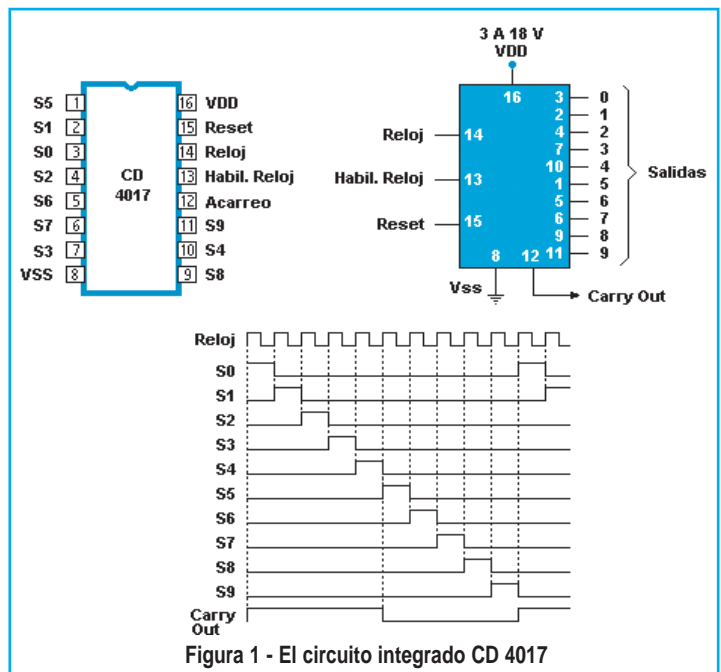 S5 1
S1 2
S0 3
S2 4
S6 5
S7 6
S3 7
VSS 8
CD
4017
16 VDD
15 Reset
14 Reloj
13 Habil. Reloj
12 Acarreo
11 S9
10 S4
9 S8
3 A 18 V
VDD
16
Reloj 14
Habil. Reloj 13
Reset 15
3 0
2 1
4 2
7 3
10 4
1 5
5 6
6 7
9 8
11 9
Salidas
8 12
Vss
Carry Out
Reloj
S0
S1
S2
S3
S4
S5
S6
S7
S8
S9
Carry
Out
Figura 1 - El circuito integrado CD 4017